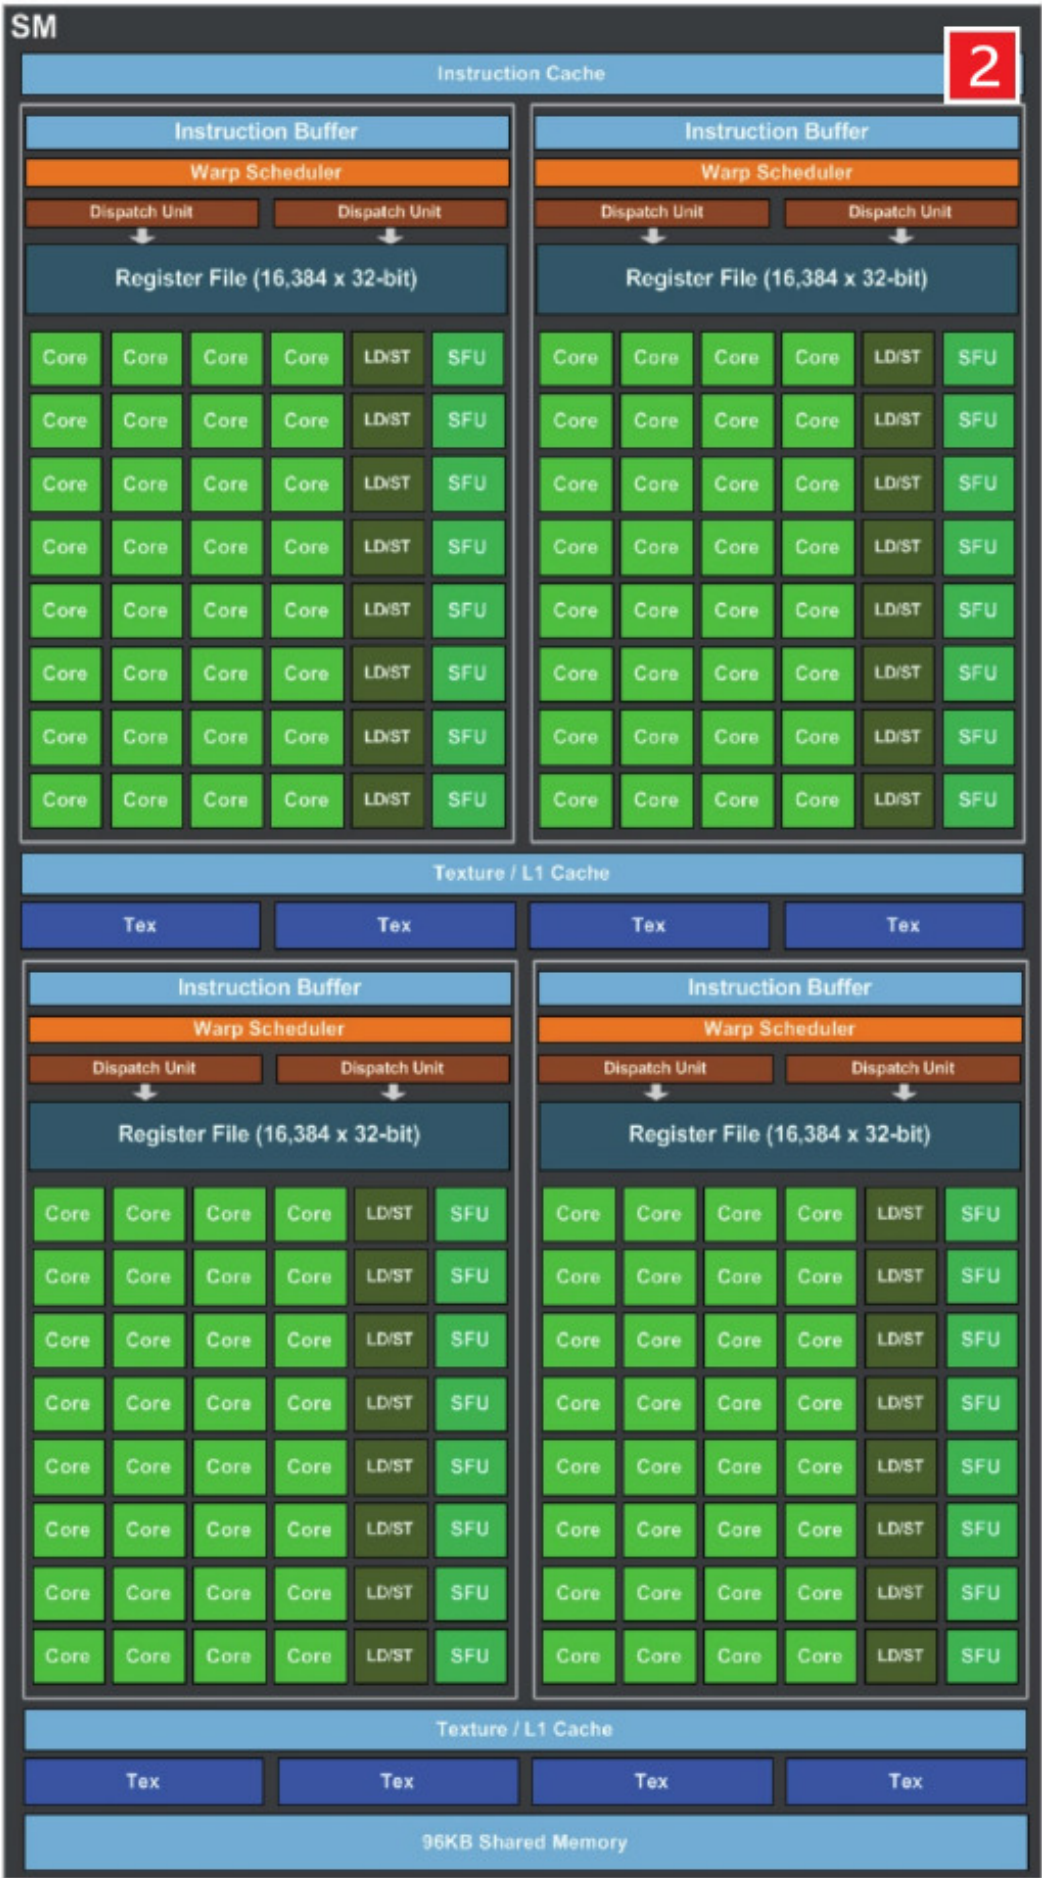 SM
2
Instruction Cache
Instruction Buffer Instruction Buffer
Warp Scheduler Warp Scheduler
Dispatch Unit Dispatch Unit Dispatch Unit Dispatch Unit
Register File (16,384 x 32-bit) Register File (16,384 x 32-bit)
Core Core Core Core LD/ST SFU Core Core Core Core LD/ST SFU
Core Core Core Core LD/ST SFU Core Core Core Core LD/ST SFU
Core Core Core Core LD/ST SFU Core Core Core Core LD/ST SFU
Core Core Core Core LD/ST SFU Core Core Core Core LD/ST SFU
Core Core Core Core LD/ST SFU Core Core Core Core LD/ST SFU
Core Core Core Core LD/ST SFU Core Core Core Core LD/ST SFU
Core Core Core Core LD/ST SFU Core Core Core Core LD/ST SFU
Core Core Core Core LD/ST SFU Core Core Core Core LD/ST SFU
Texture / L1 Cache
Tex Tex Tex Tex
Instruction Buffer Instruction Buffer
Warp Scheduler Warp Scheduler
Dispatch Unit Dispatch Unit Dispatch Unit Dispatch Unit
Register File (16,384 x 32-bit) Register File (16,384 x 32-bit)
Core Core Core Core LD/ST SFU Core Core Core Core LD/ST SFU
Core Core Core Core LD/ST SFU Core Core Core Core LD/ST SFU
Core Core Core Core LD/ST SFU Core Core Core Core LD/ST SFU
Core Core Core Core LD/ST SFU Core Core Core Core LD/ST SFU
Core Core Core Core LD/ST SFU Core Core Core Core LD/ST SFU
Core Core Core Core LD/ST SFU Core Core Core Core LD/ST SFU
Core Core Core Core LD/ST SFU Core Core Core Core LD/ST SFU
Core Core Core Core LD/ST SFU Core Core Core Core LD/ST SFU
Texture / L1 Cache
Tex Tex Tex Tex
96KB Shared Memory